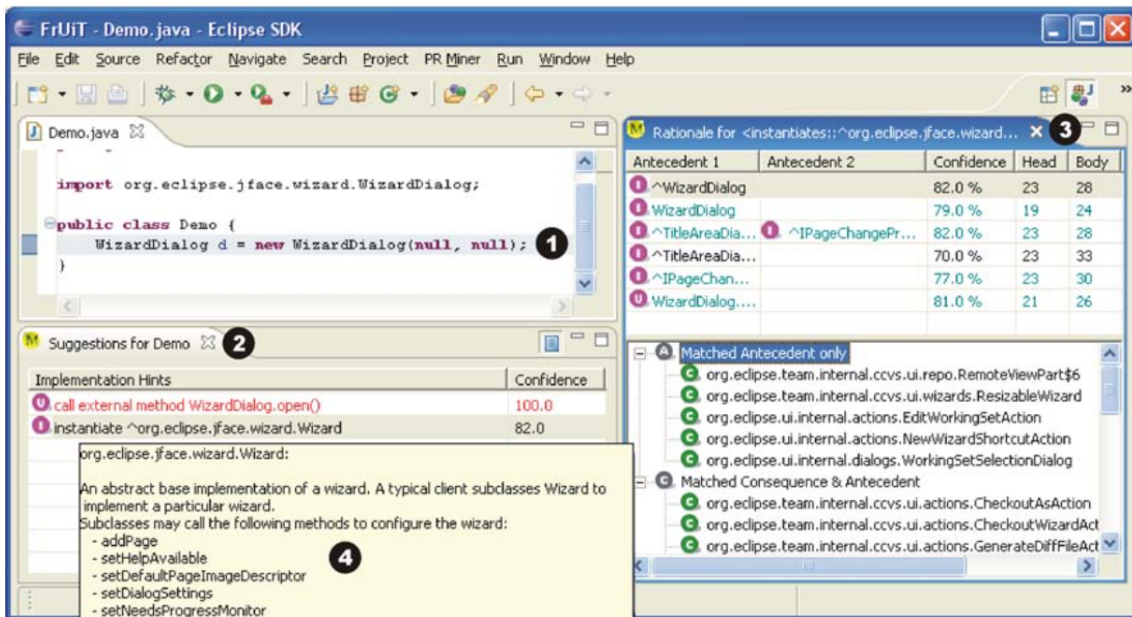 FrUiT - Demo.java - Eclipse SDK
File Edit Source Refactor Navigate Search Project PR Miner Run Window Help
Demo.java
import org.eclipse.jface.wizard.WizardDialog;
public class Demo {
WizardDialog d = new WizardDialog(null, null); 1
}
Suggestions for Demo 2
Implementation Hints Confidence
U call external method WizardDialog.open() 100.0
I instantiate ^org.eclipse.jface.wizard.Wizard 82.0
org.eclipse.jface.wizard.Wizard:
An abstract base implementation of a wizard. A typical client subclasses Wizard to
implement a particular wizard.
Subclasses may call the following methods to configure the wizard:
- addPage
- setHelpAvailable
- setDefaultPageImageDescriptor
- setDialogSettings
- setNeedsProgressMonitor
4
M Rationale for <instantiates::^org.eclipse.jface.wizard... 3
Antecedent 1 Antecedent 2 Confidence Head Body
I ^WizardDialog 82.0 % 23 28
I WizardDialog 79.0 % 19 24
I ^TitleAreaDia... I ^IPageChangePr... 82.0 % 23 28
I ^TitleAreaDia... 70.0 % 23 33
I ^IPageChan... 77.0 % 23 30
U WizardDialog.... 81.0 % 21 26
A Matched Antecedent only
C org.eclipse.team.internal.ccvs.ui.repo.RemoteViewPart$6
C org.eclipse.team.internal.ccvs.ui.wizards.ResizableWizard
C org.eclipse.ui.internal.actions.EditWorkingSetAction
C org.eclipse.ui.internal.actions.NewWizardShortcutAction
C org.eclipse.ui.internal.dialogs.WorkingSetSelectionDialog
C Matched Consequence & Antecedent
C org.eclipse.team.internal.ccvs.ui.actions.CheckoutAsAction
C org.eclipse.team.internal.ccvs.ui.actions.CheckoutWizardAct
C org.eclipse.team.internal.ccvs.ui.actions.GenerateDiffFileAct